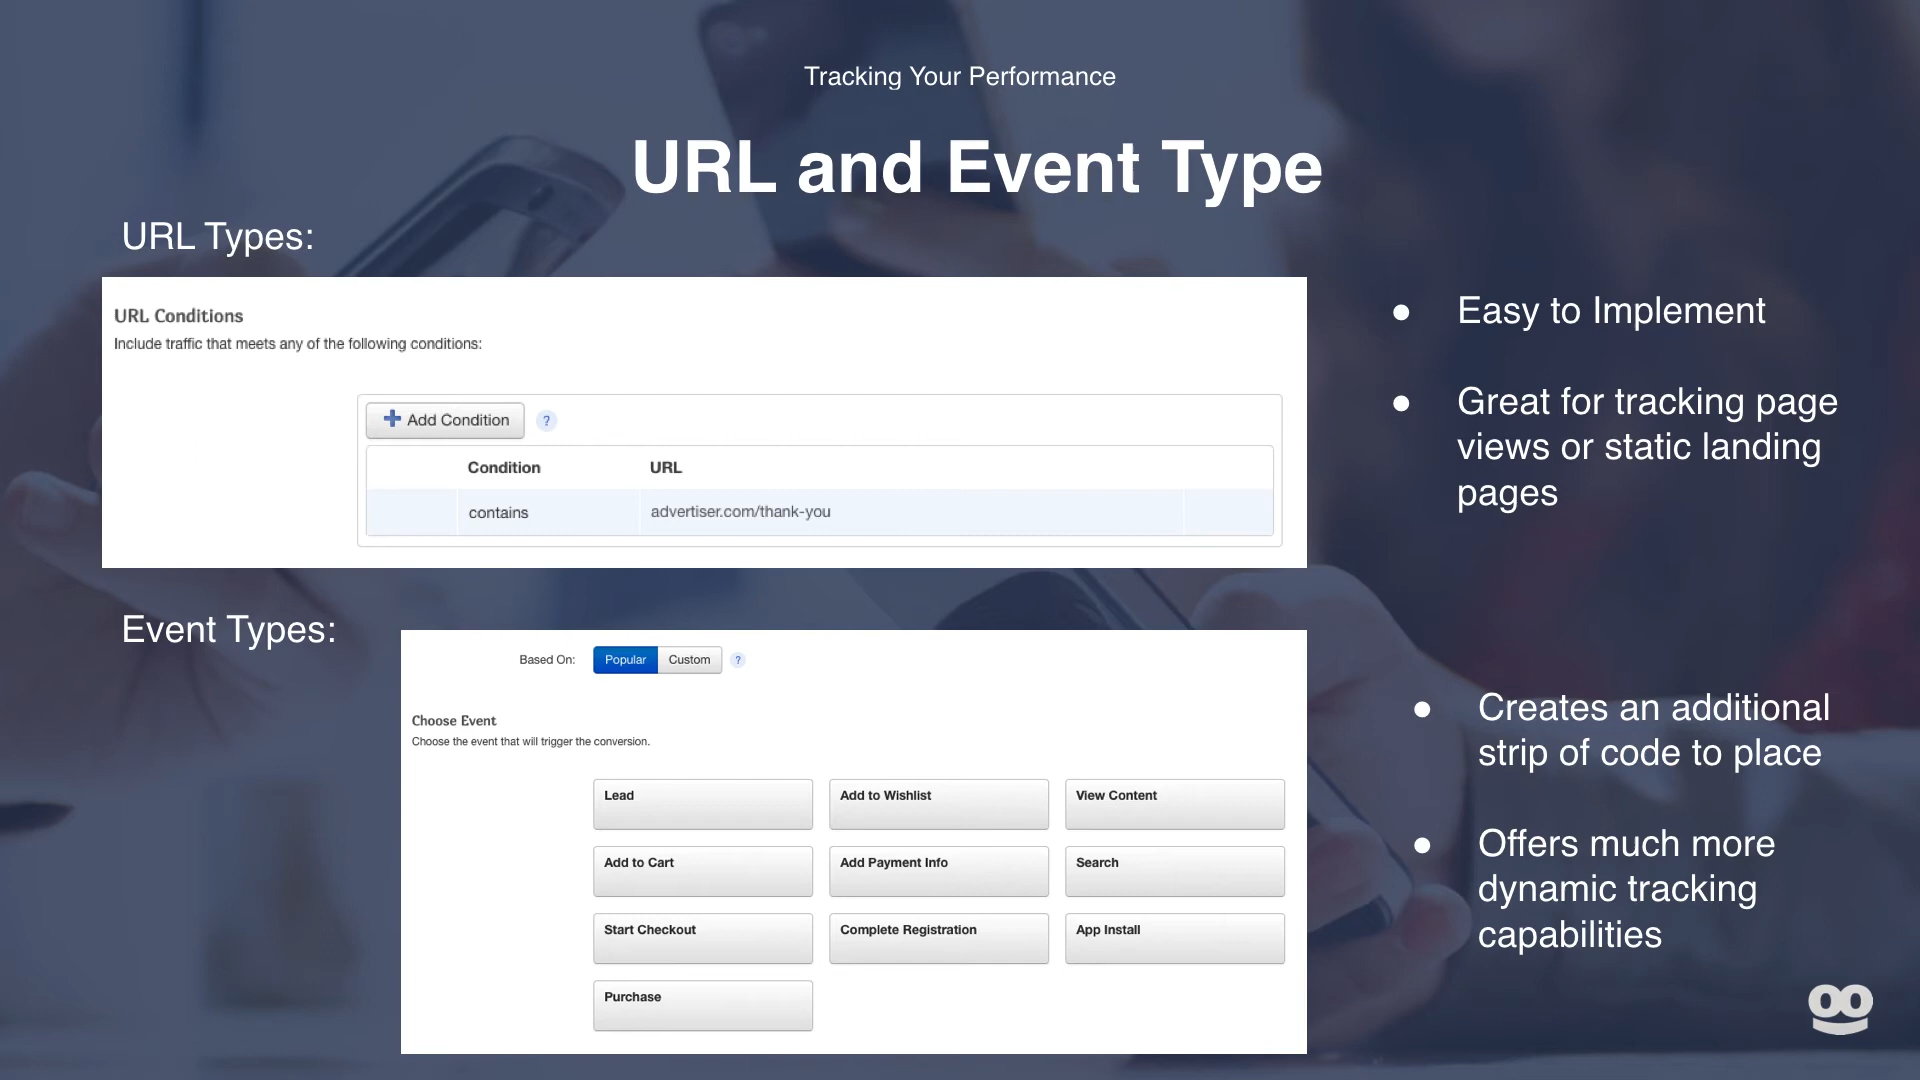 Tracking Your Performance
URL and Event Type
URL Types:
URL Conditions
Include traffic that meets any of the following conditions:
Add Condition ?
Condition URL
contains advertiser.com/thank-you
● Easy to Implement
● Great for tracking page
views or static landing
pages
Event Types:
Based On: Popular Custom ?
Choose Event
Choose the event that will trigger the conversion.
Lead Add to Wishlist View Content
Add to Cart Add Payment Info Search
Start Checkout Complete Registration App Install
Purchase
● Creates an additional
strip of code to place
● Offers much more
dynamic tracking
capabilities